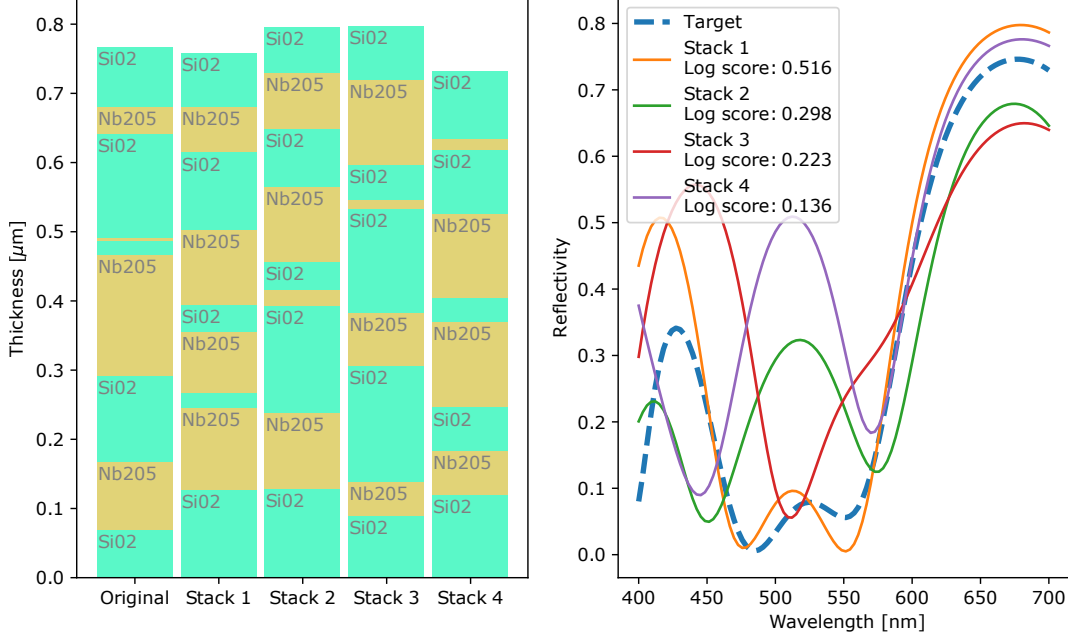 Thickness [μm]
0.8
0.7
0.6
0.5
0.4
0.3
0.2
0.1
0.0
Si02
Nb205
Si02
Nb205
Si02
Nb205
Si02
Si02
Nb205
Si02
Nb205
Si02
Nb205
Nb205
Si02
Si02
Nb205
Si02
Nb205
Si02
Si02
Nb205
Si02
Si02
Nb205
Si02
Si02
Nb205
Si02
Nb205
Si02
Si02
Si02
Nb205
Nb205
Si02
Nb205
Si02
Original
Stack 1
Stack 2
Stack 3
Stack 4
Reflectivity
0.8
0.7
0.6
0.5
0.4
0.3
0.2
0.1
0.0
Target
Stack 1
Log score: 0.516
Stack 2
Log score: 0.298
Stack 3
Log score: 0.223
Stack 4
Log score: 0.136
400
450
500
550
600
650
700
Wavelength [nm]